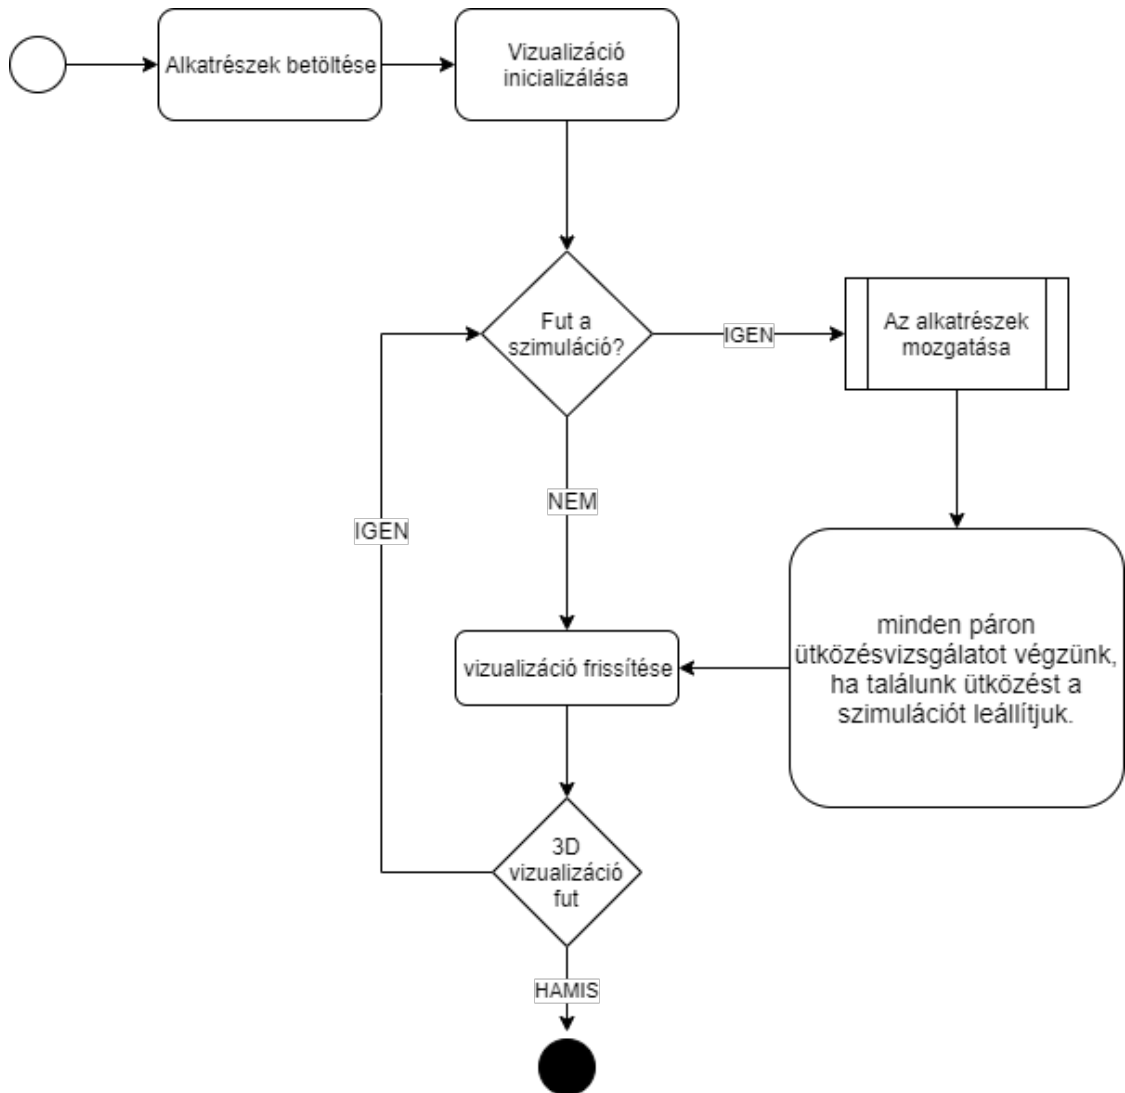 Alkatrészek betöltése
Vizualizáció
inicializálása
Fut a
szimuláció?
IGEN
Az alkatrészek
mozgatása
NEM
IGEN
minden páron
ütközésvizsgálatot végzünk,
ha találunk ütközést a
szimulációt leállítjuk.
vizualizáció frissítése
3D
vizualizáció
fut
HAMIS